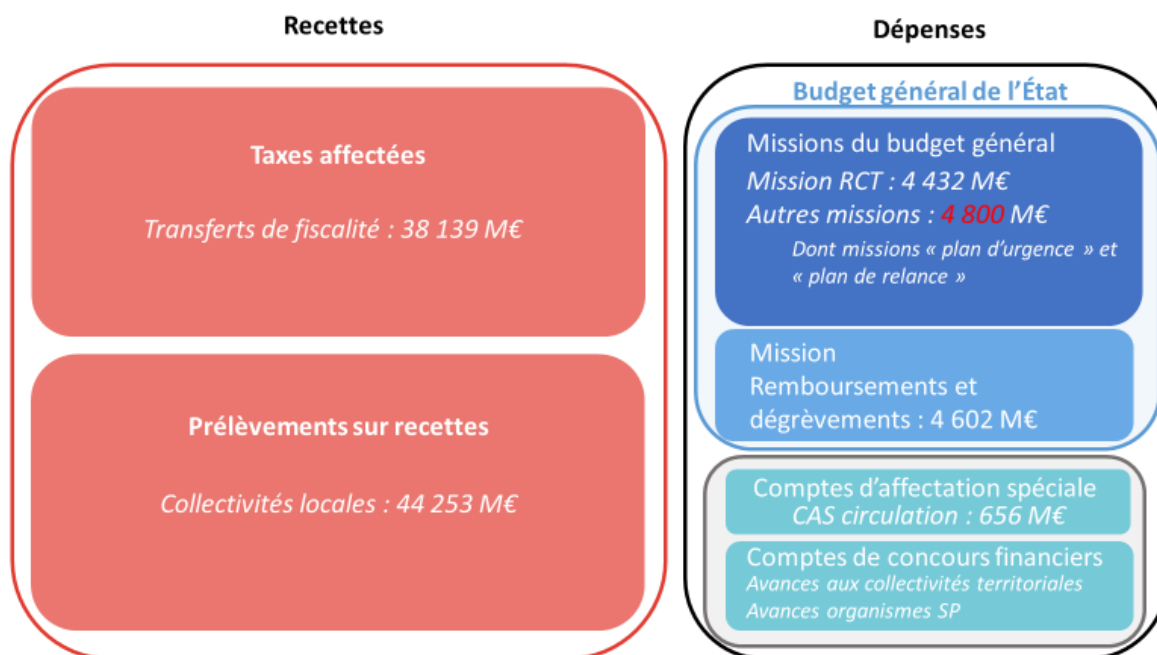 Recettes
Taxes affectées
Transferts de fiscalité : 38 139 M€
Prélèvements sur recettes
Collectivités locales : 44 253 M€
Dépenses
Budget général de l’État
Missions du budget général
Mission RCT : 4 432 M€
Autres missions : 4 800 M€
Dont missions « plan d’urgence » et
« plan de relance »
Mission
Remboursements et
dégrèvements : 4 602 M€
Comptes d’affectation spéciale
CAS circulation : 656 M€
Comptes de concours financiers
Avances aux collectivités territoriales
Avances organismes SP